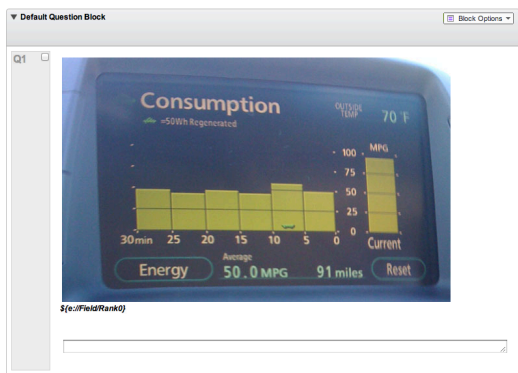 Default Question Block
Block Options
Q1
Consumption
OUTSIDE TEMP 70°F
=50Wh Regenerated
MPG
100
75
50
25
0
30min 25 20 15 10 5 0
Current
Energy
Average
50.0 MPG
91 miles
Reset
${e://Field/Rank0}